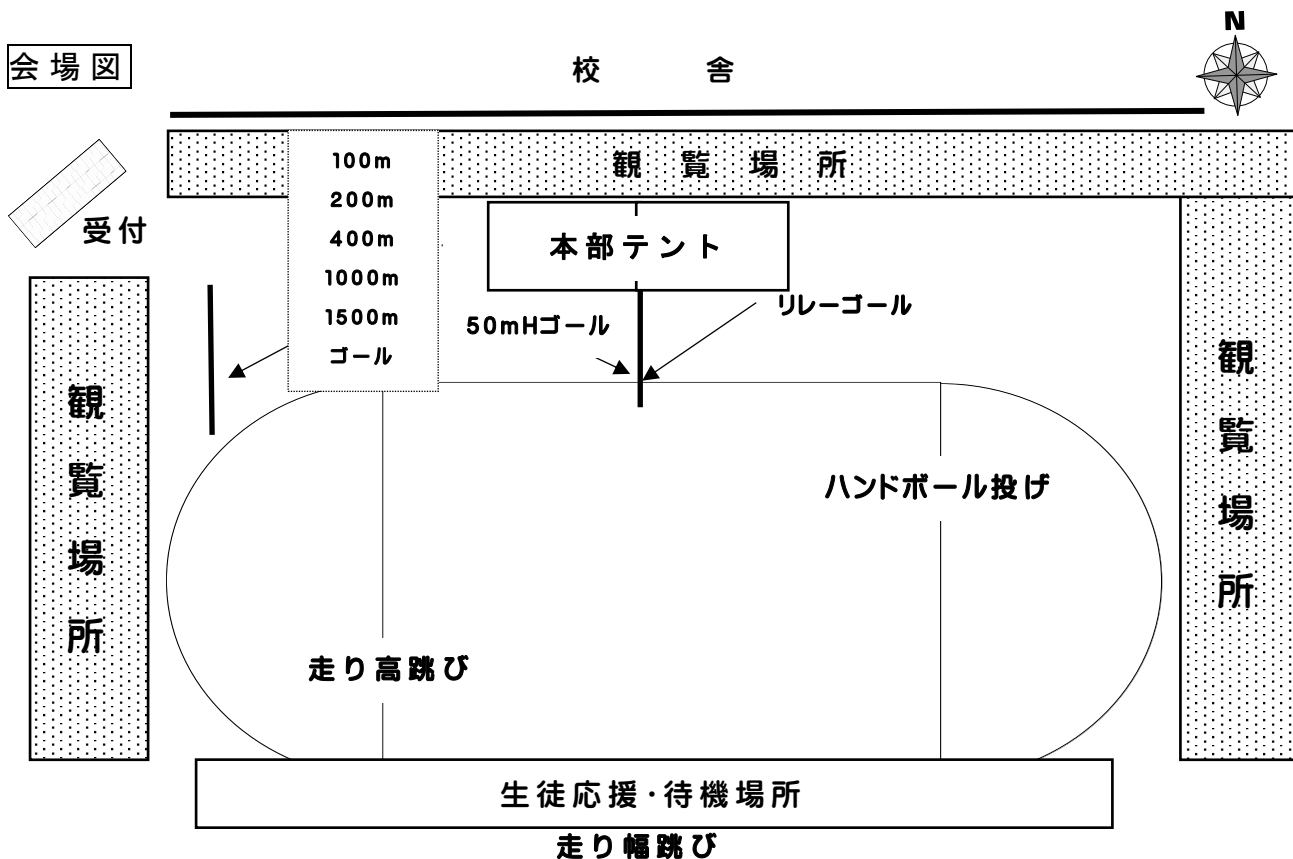 N
会場図
校舎
100m
200m
400m
1000m
1500m
ゴール
観覧場所
受付
本部テント
50mHゴール
リレーゴール
観覧場所
観覧場所
ハンドボール投げ
走り高跳び
生徒応援・待機場所
走り幅跳び